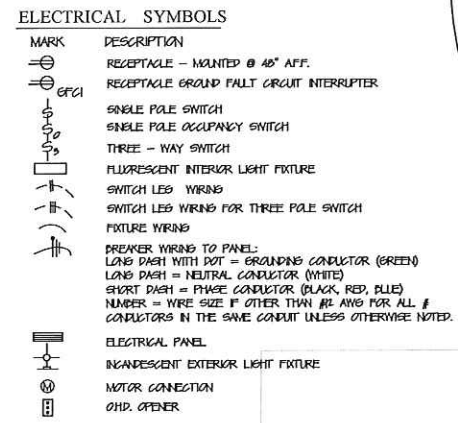 ELECTRICAL SYMBOLS
MARK DESCRIPTION
RECEPTACLE - MOUNTED @ 48" AFF.
GFCI RECEPTACLE GROUND FAULT CIRCUIT INTERRUPTER
$ SINGLE POLE SWITCH
$o SINGLE POLE OCCUPANCY SWITCH
$3 THREE - WAY SWITCH
FLUORESCENT INTERIOR LIGHT FIXTURE
SWITCH LEG WIRING
SWITCH LEG WIRING FOR THREE POLE SWITCH
FIXTURE WIRING
BREAKER WIRING TO PANEL:
LONG DASH WITH DOT = GROUNDING CONDUCTOR (GREEN)
LONG DASH = NEUTRAL CONDUCTOR (WHITE)
SHORT DASH = PHASE CONDUCTOR (BLACK, RED, BLUE)
NUMBER = WIRE SIZE IF OTHER THAN #12 AWG FOR ALL #
CONDUCTORS IN THE SAME CONDUIT UNLESS OTHERWISE NOTED.
ELECTRICAL PANEL
INCANDESCENT EXTERIOR LIGHT FIXTURE
M MOTOR CONNECTION
O.H.D. OPENER